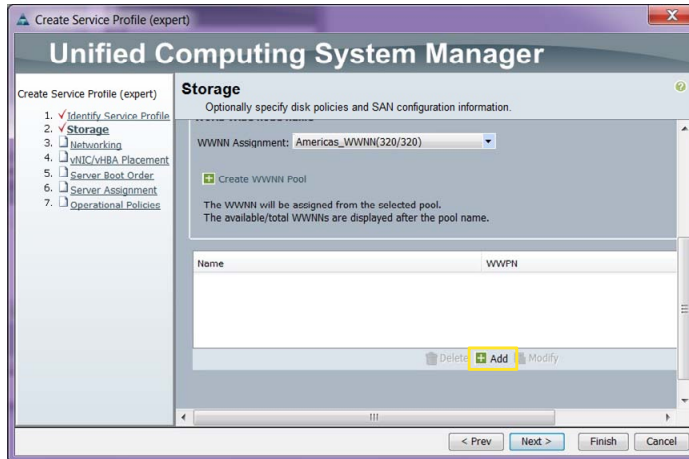 Create Service Profile (expert)
Unified Computing System Manager
Create Service Profile (expert)
1. √ Identify Service Profile
2. √ Storage
3. Networking
4. vNIC/vHBA Placement
5. Server Boot Order
6. Server Assignment
7. Operational Policies
Storage
Optionally specify disk policies and SAN configuration information.
World Wide Node Name
WWNN Assignment: Americas_WWNN(320/320)
Create WWNN Pool
The WWNN will be assigned from the selected pool.
The available/total WWNNs are displayed after the pool name.
Name WWPN
Delete Add Modify
< Prev Next > Finish Cancel